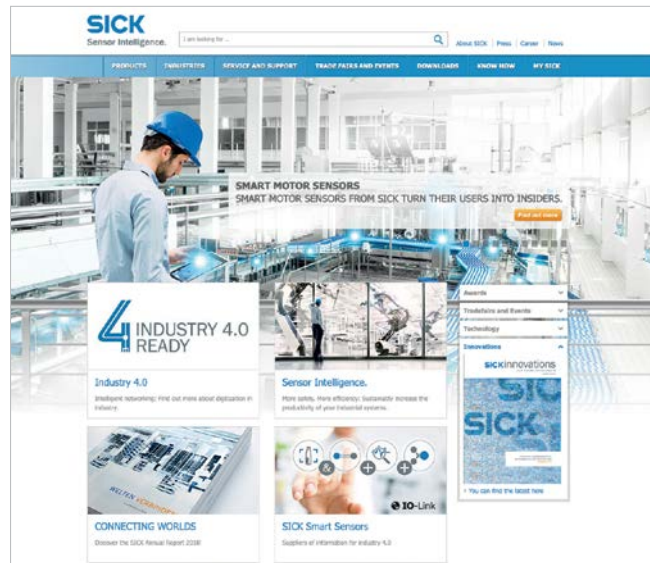 SICK
Sensor Intelligence.
I am looking for ...
About SICK | Press | Career | News
PRODUCTS INDUSTRIES SERVICE AND SUPPORT TRADE FAIRS AND EVENTS DOWNLOADS KNOW HOW MY SICK
SMART MOTOR SENSORS
SMART MOTOR SENSORS FROM SICK TURN THEIR USERS INTO INSIDERS.
Find out more
4 INDUSTRY 4.0
READY
Industry 4.0
Intelligent networking: Find out more about digitization in
industry.
Sensor Intelligence.
More safety. More efficiency: Sustainably increase the
productivity of your industrial systems.
Awards
Tradefairs and Events
Technology
Innovations
SICKinnovations
SIC
SICK
› You can find the latest here
WELTEN
CONNECTING WORLDS
Discover the SICK Annual Report
& + +
IO-Link
SICK Smart Sensors
Suppliers of information for Industry 4.0